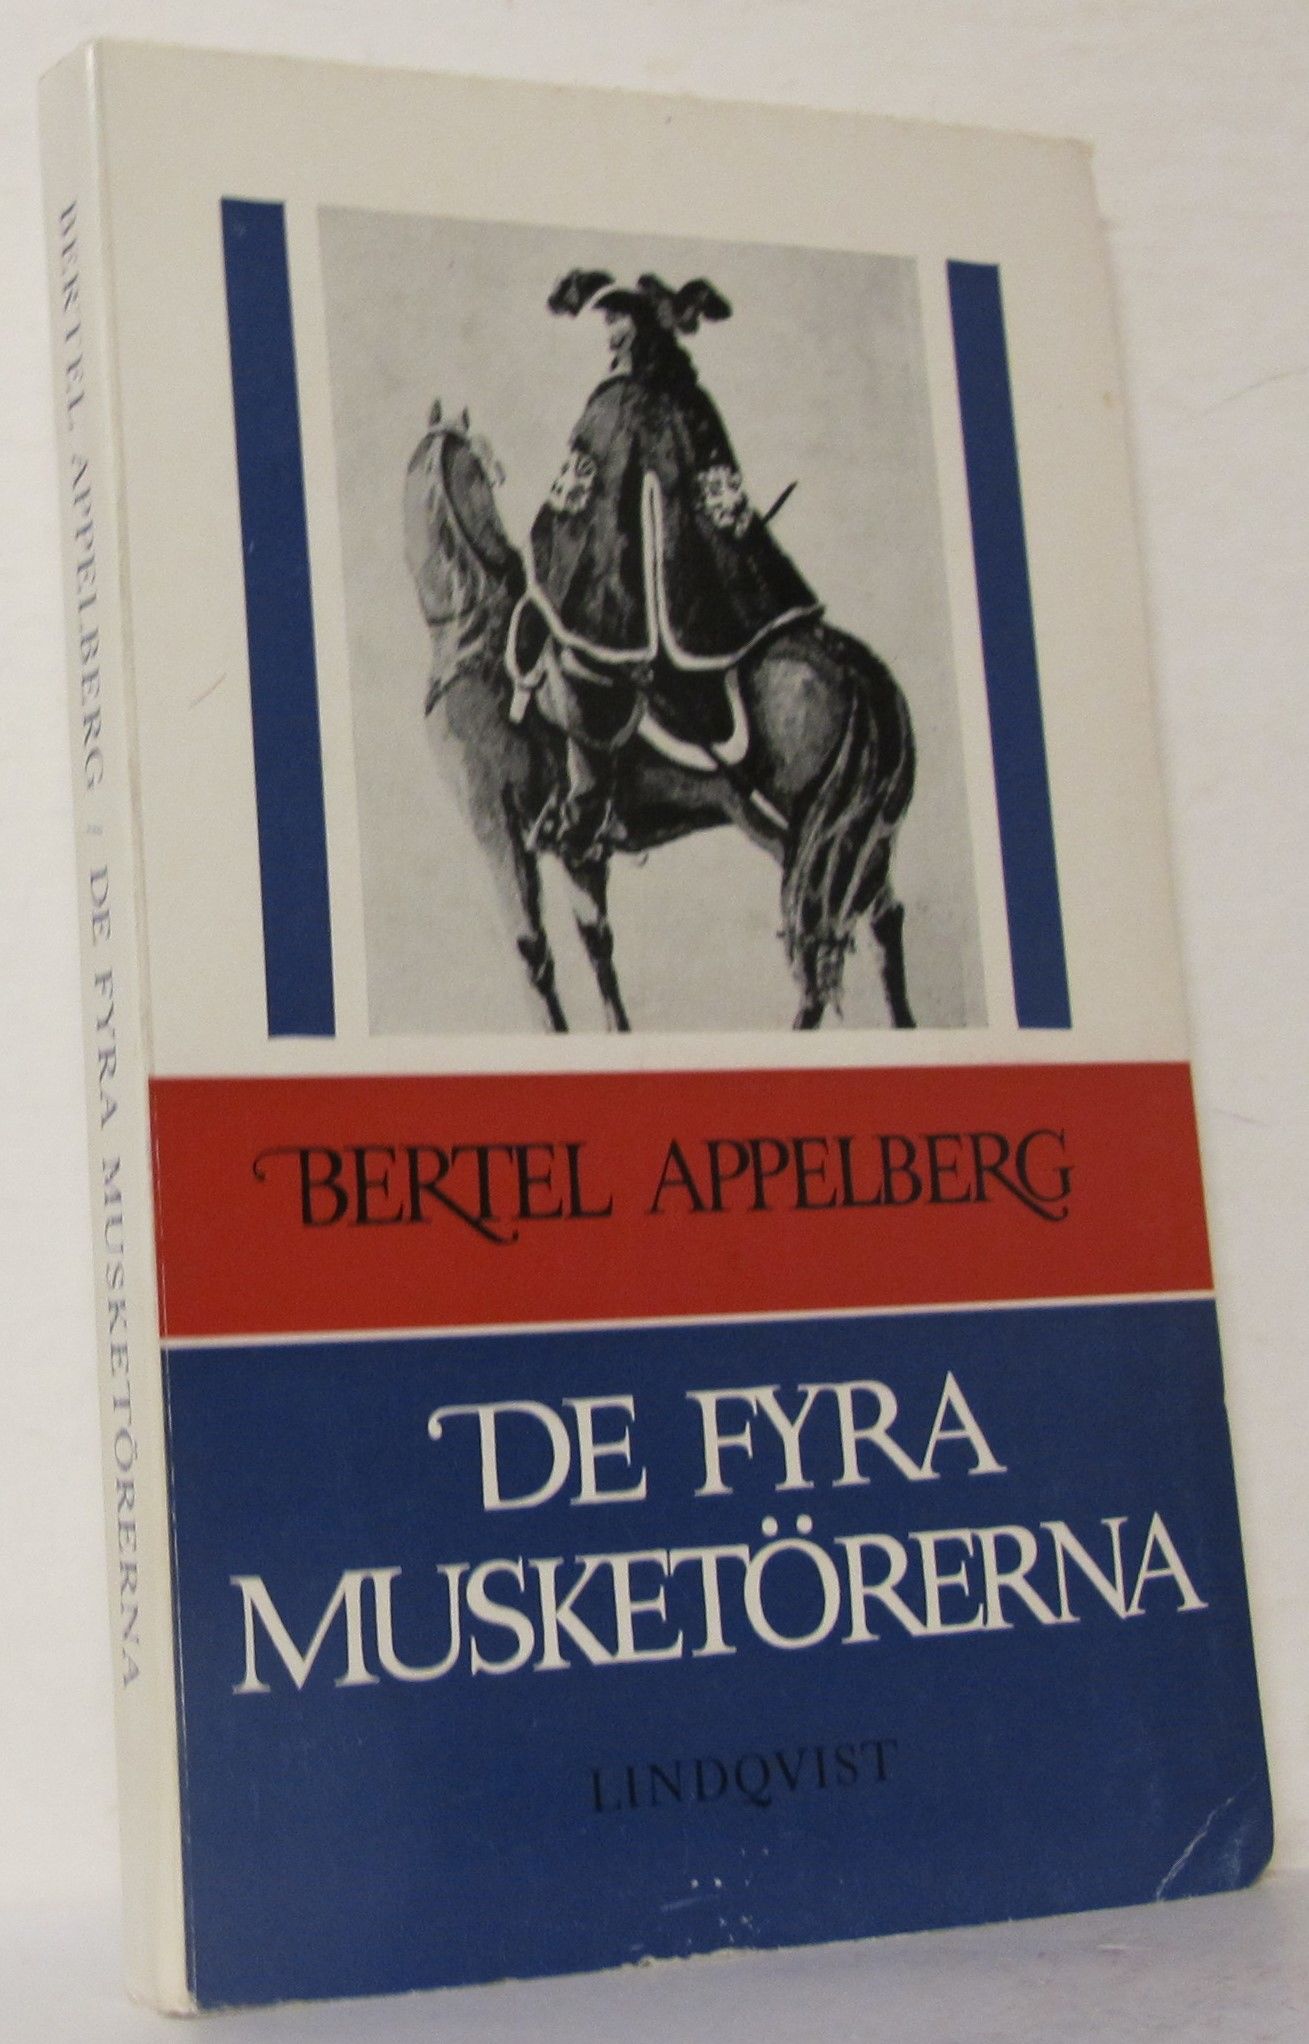 BERTEL APPELBERG / DE FYRA MUSKETÖRERNA
BERTEL APPELBERG
DE FYRA
MUSKETÖRERNA
LINDQVIST